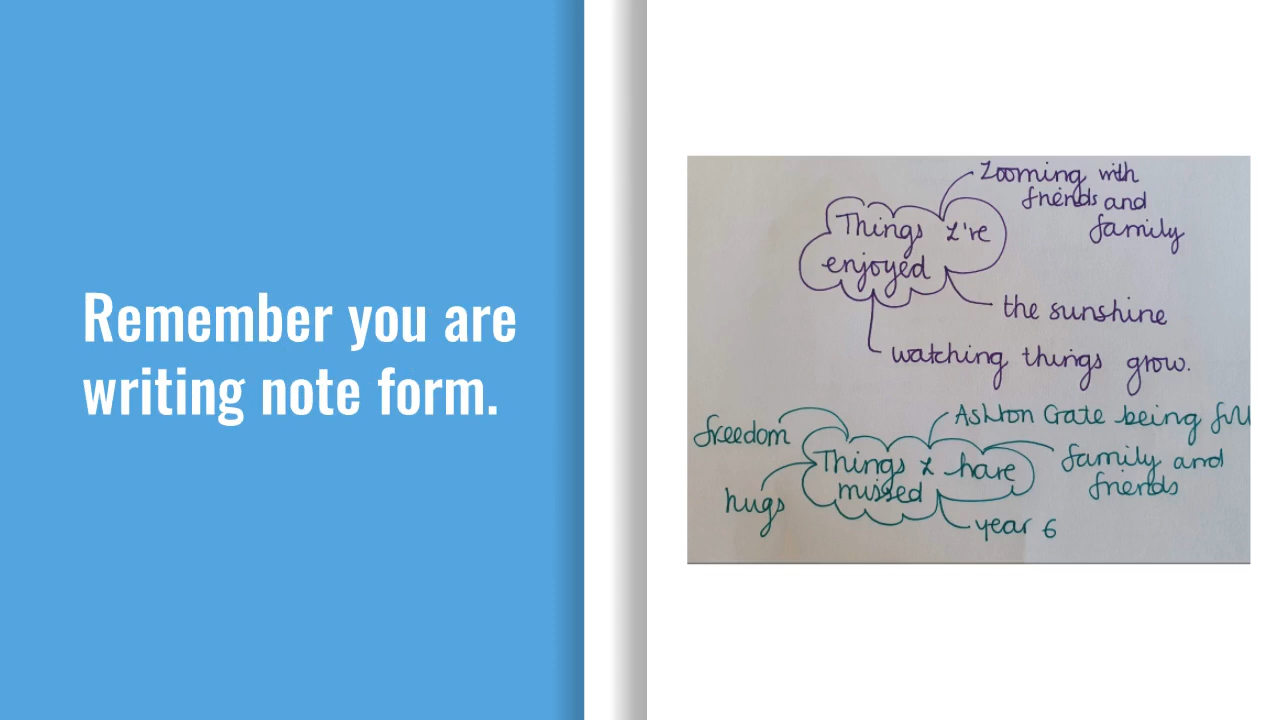 Remember you are
writing note form.
Zooming with
friends and
family
Things I've
enjoyed
the sunshine
watching things grow.
freedom
Ashton Gate being full
Things I have
missed
family and
friends
hugs
year 6